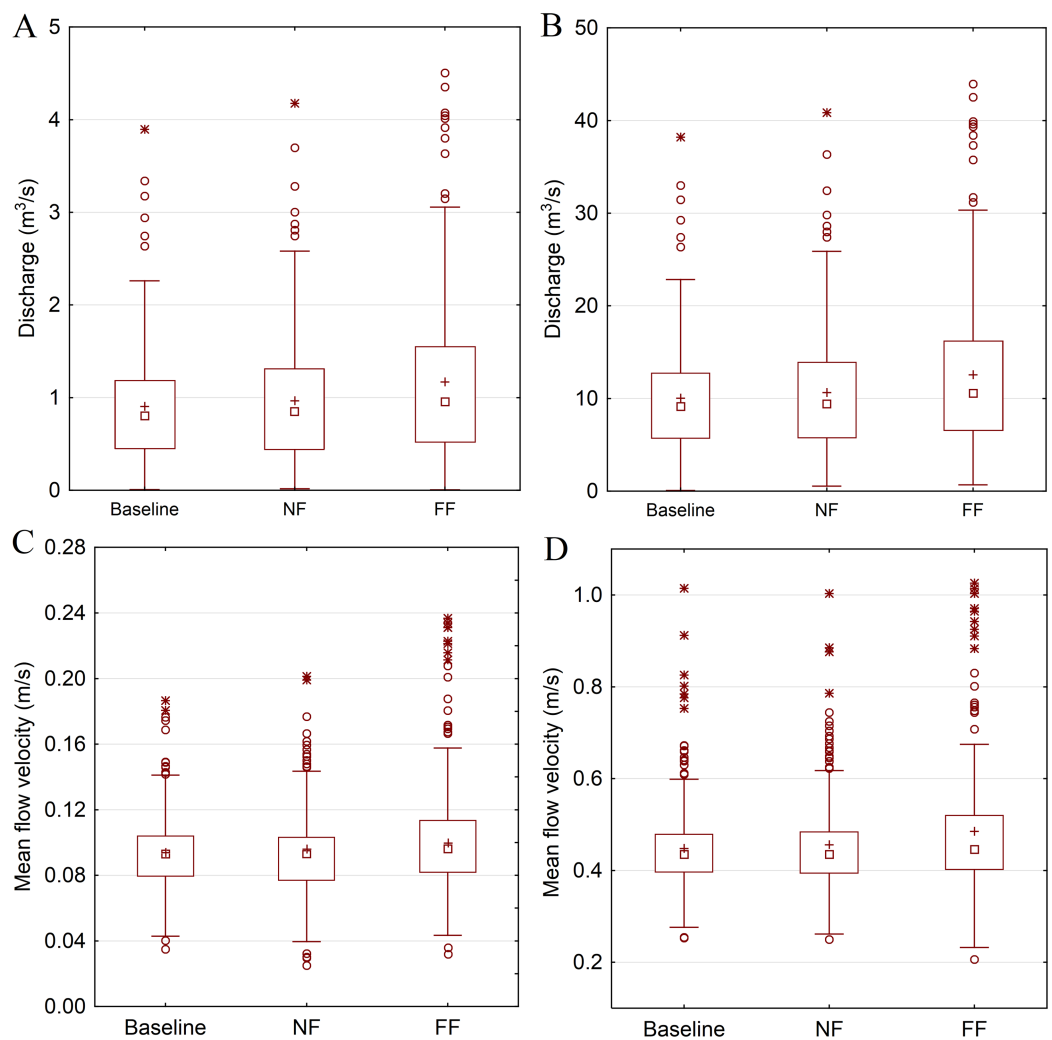 A
Discharge (m³/s)
5
4
3
2
1
0
Baseline NF FF
B
Discharge (m³/s)
50
40
30
20
10
0
Baseline NF FF
C
Mean flow velocity (m/s)
0.28
0.24
0.20
0.16
0.12
0.08
0.04
0.00
Baseline NF FF
D
Mean flow velocity (m/s)
1.0
0.8
0.6
0.4
0.2
Baseline NF FF